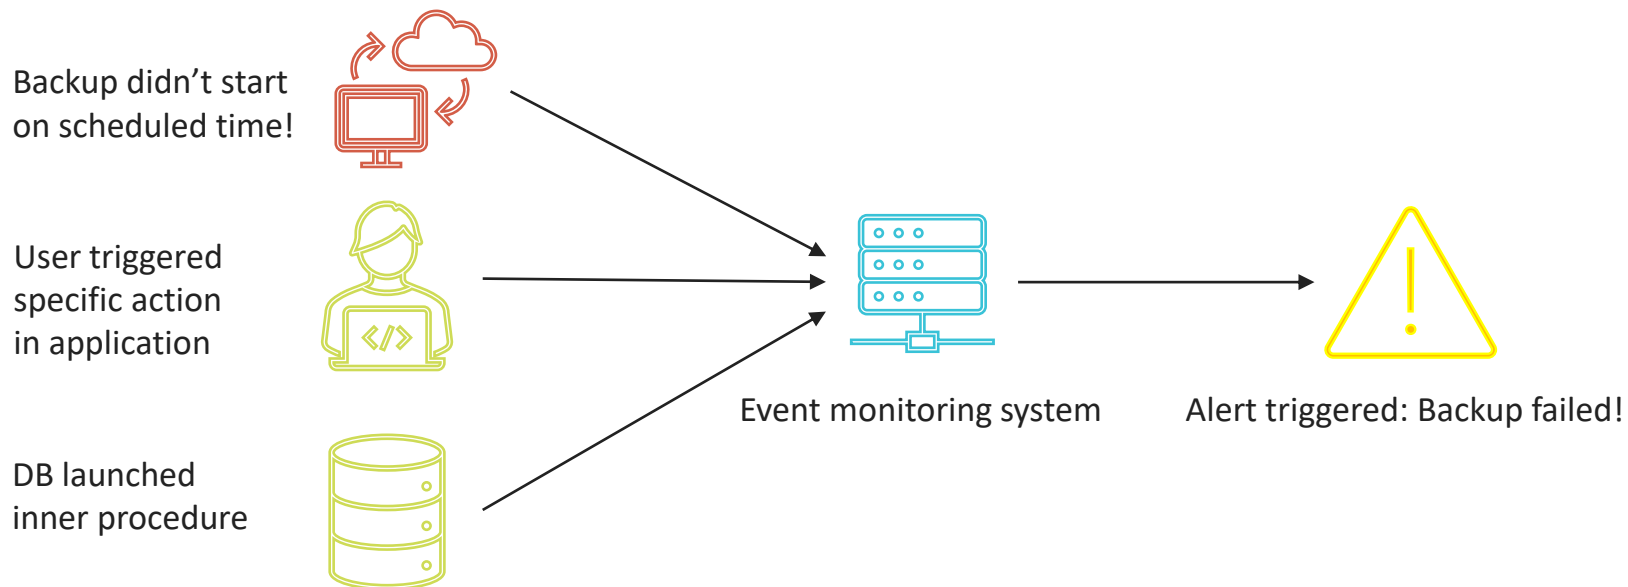 Backup didn’t start
on scheduled time!
User triggered
specific action
in application
</>
DB launched
inner procedure
Event monitoring system
Alert triggered: Backup failed!